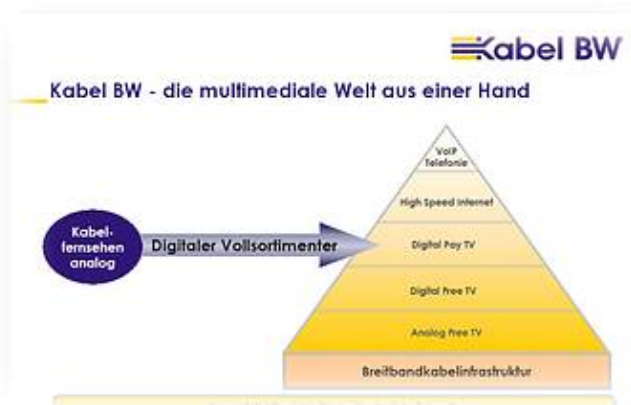 Kabel BW
Kabel BW - die multimediale Welt aus einer Hand
VoIP
Telefonie
High Speed Internet
Kabel-
fernsehen
analog
Digitaler Vollsortimenter
Digital Pay TV
Digital Free TV
Analog Free TV
Breitbandkabelinfrastruktur